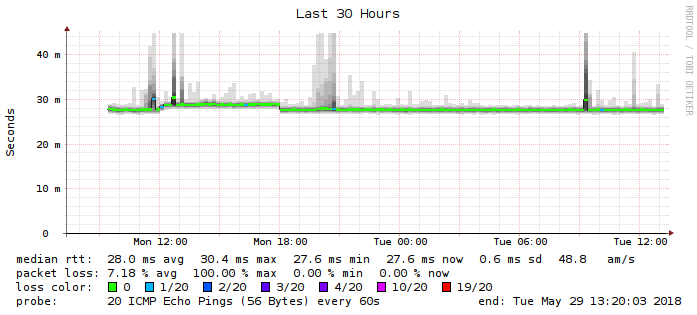 Last 30 Hours
RRDTOOL / TOBI OETIKER
Seconds
40 m
30 m
20 m
10 m
0
Mon 12:00 Mon 18:00 Tue 00:00 Tue 06:00 Tue 12:00
median rtt: 28.0 ms avg 30.4 ms max 27.6 ms min 27.6 ms now 0.6 ms sd 48.8 am/s
packet loss: 7.18 % avg 100.00 % max 0.00 % min 0.00 % now
loss color: 0 1/20 2/20 3/20 4/20 10/20 19/20
probe: 20 ICMP Echo Pings (56 Bytes) every 60s end: Tue May 29 13:20:03 2018